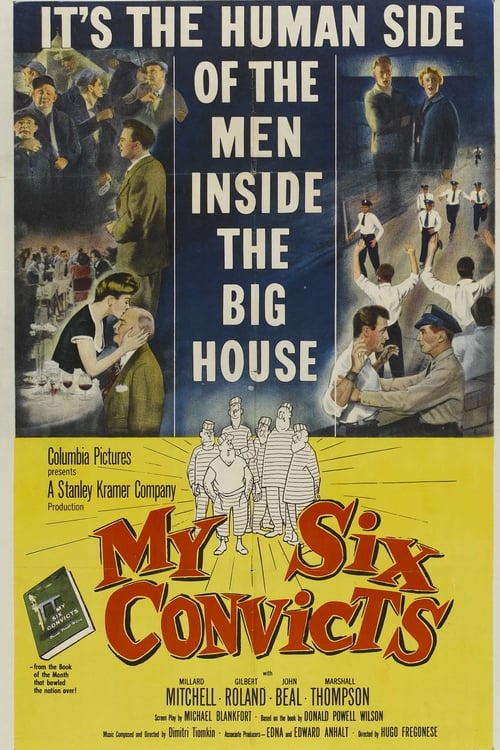 IT'S THE HUMAN SIDE
OF THE
MEN
INSIDE
THE
BIG
HOUSE
Columbia Pictures
presents
A Stanley Kramer Company
Production
MY SIX
CONVICTS
MY
SIX
CONVICTS
–from the Book
of the Month
that bowled
the nation over!
with
MILLARD GILBERT JOHN MARSHALL
MITCHELL · ROLAND · BEAL · THOMPSON
Screen Play by MICHAEL BLANKFORT · Based on the book by DONALD POWELL WILSON
Music Composed and Directed by Dimitri Tiomkin · Associate Producers – EDNA and EDWARD ANHALT · Directed by HUGO FREGONESE